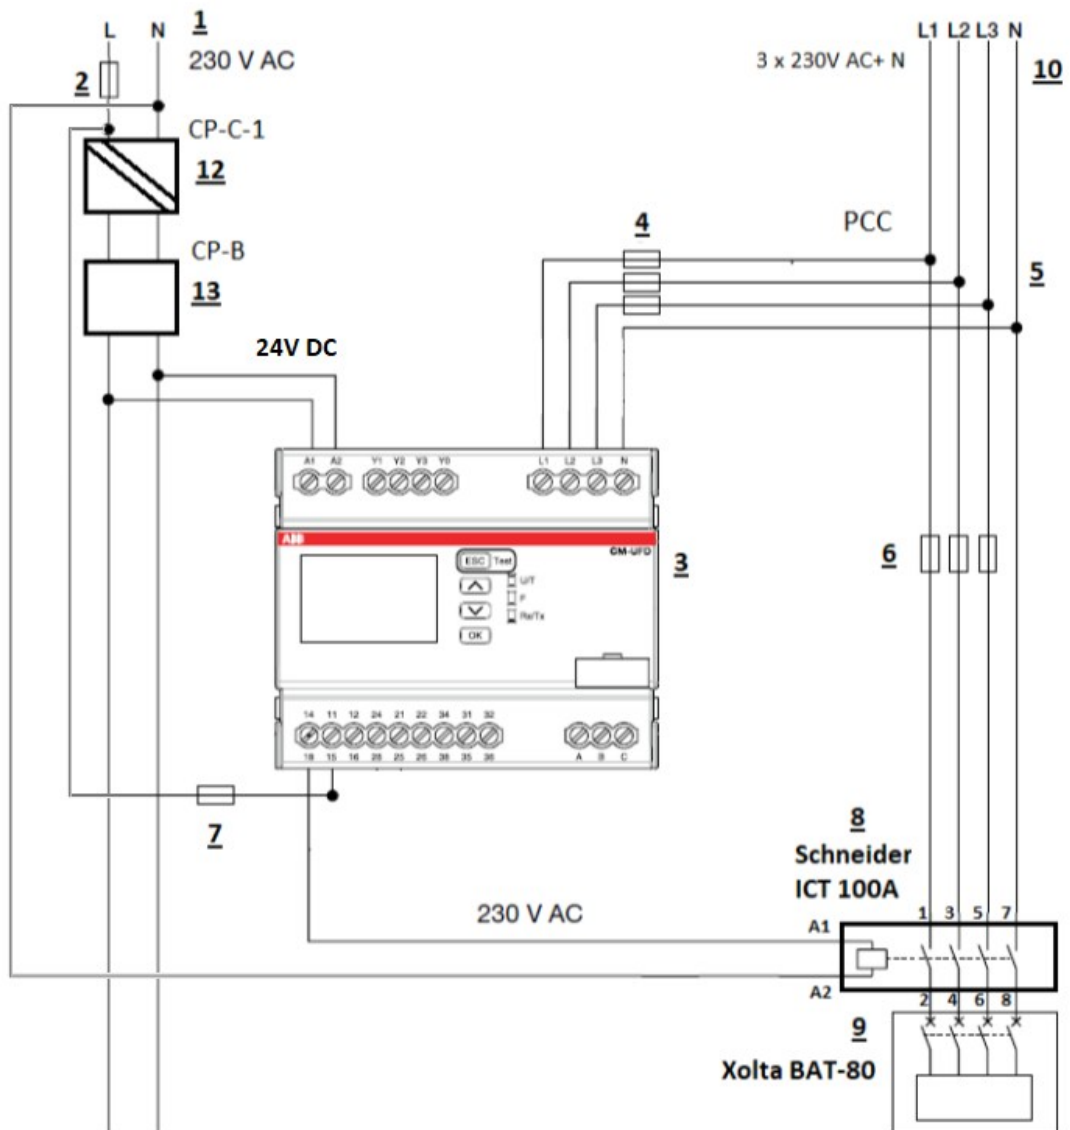 L N 1
230 V AC
2
CP-C-1
12
CP-B
13
24V DC
L1 L2 L3 N
3 x 230V AC+ N
10
4
PCC
5
A1 A2 Y1 Y2 Y3 Y0 L1 L2 L3 N
ABB
CM-UFD
3
ESC Test
U/T
F
Rx/Tx
OK
6
14 11 12 24 21 22 34 31 32
18 15 16 28 25 26 38 35 36
A B C
7
8
Schneider
ICT 100A
230 V AC
A1
1 3 5 7
A2
2 4 6 8
9
Xolta BAT-80